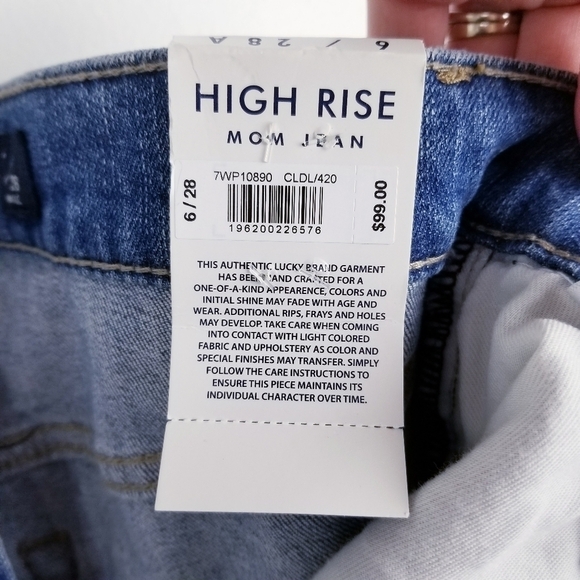 6 / 28 A
HIGH RISE
MOM JEAN
7WP10890 CLDL/420
6 / 28
$99.00
196200226576
THIS AUTHENTIC LUCKY BRAND GARMENT
HAS BEEN HAND CRAFTED FOR A
ONE-OF-A-KIND APPEARENCE, COLORS AND
INITIAL SHINE MAY FADE WITH AGE AND
WEAR. ADDITIONAL RIPS, FRAYS AND HOLES
MAY DEVELOP. TAKE CARE WHEN COMING
INTO CONTACT WITH LIGHT COLORED
FABRIC AND UPHOLSTERY AS COLOR AND
SPECIAL FINISHES MAY TRANSFER. SIMPLY
FOLLOW THE CARE INSTRUCTIONS TO
ENSURE THIS PIECE MAINTAINS ITS
INDIVIDUAL CHARACTER OVER TIME.